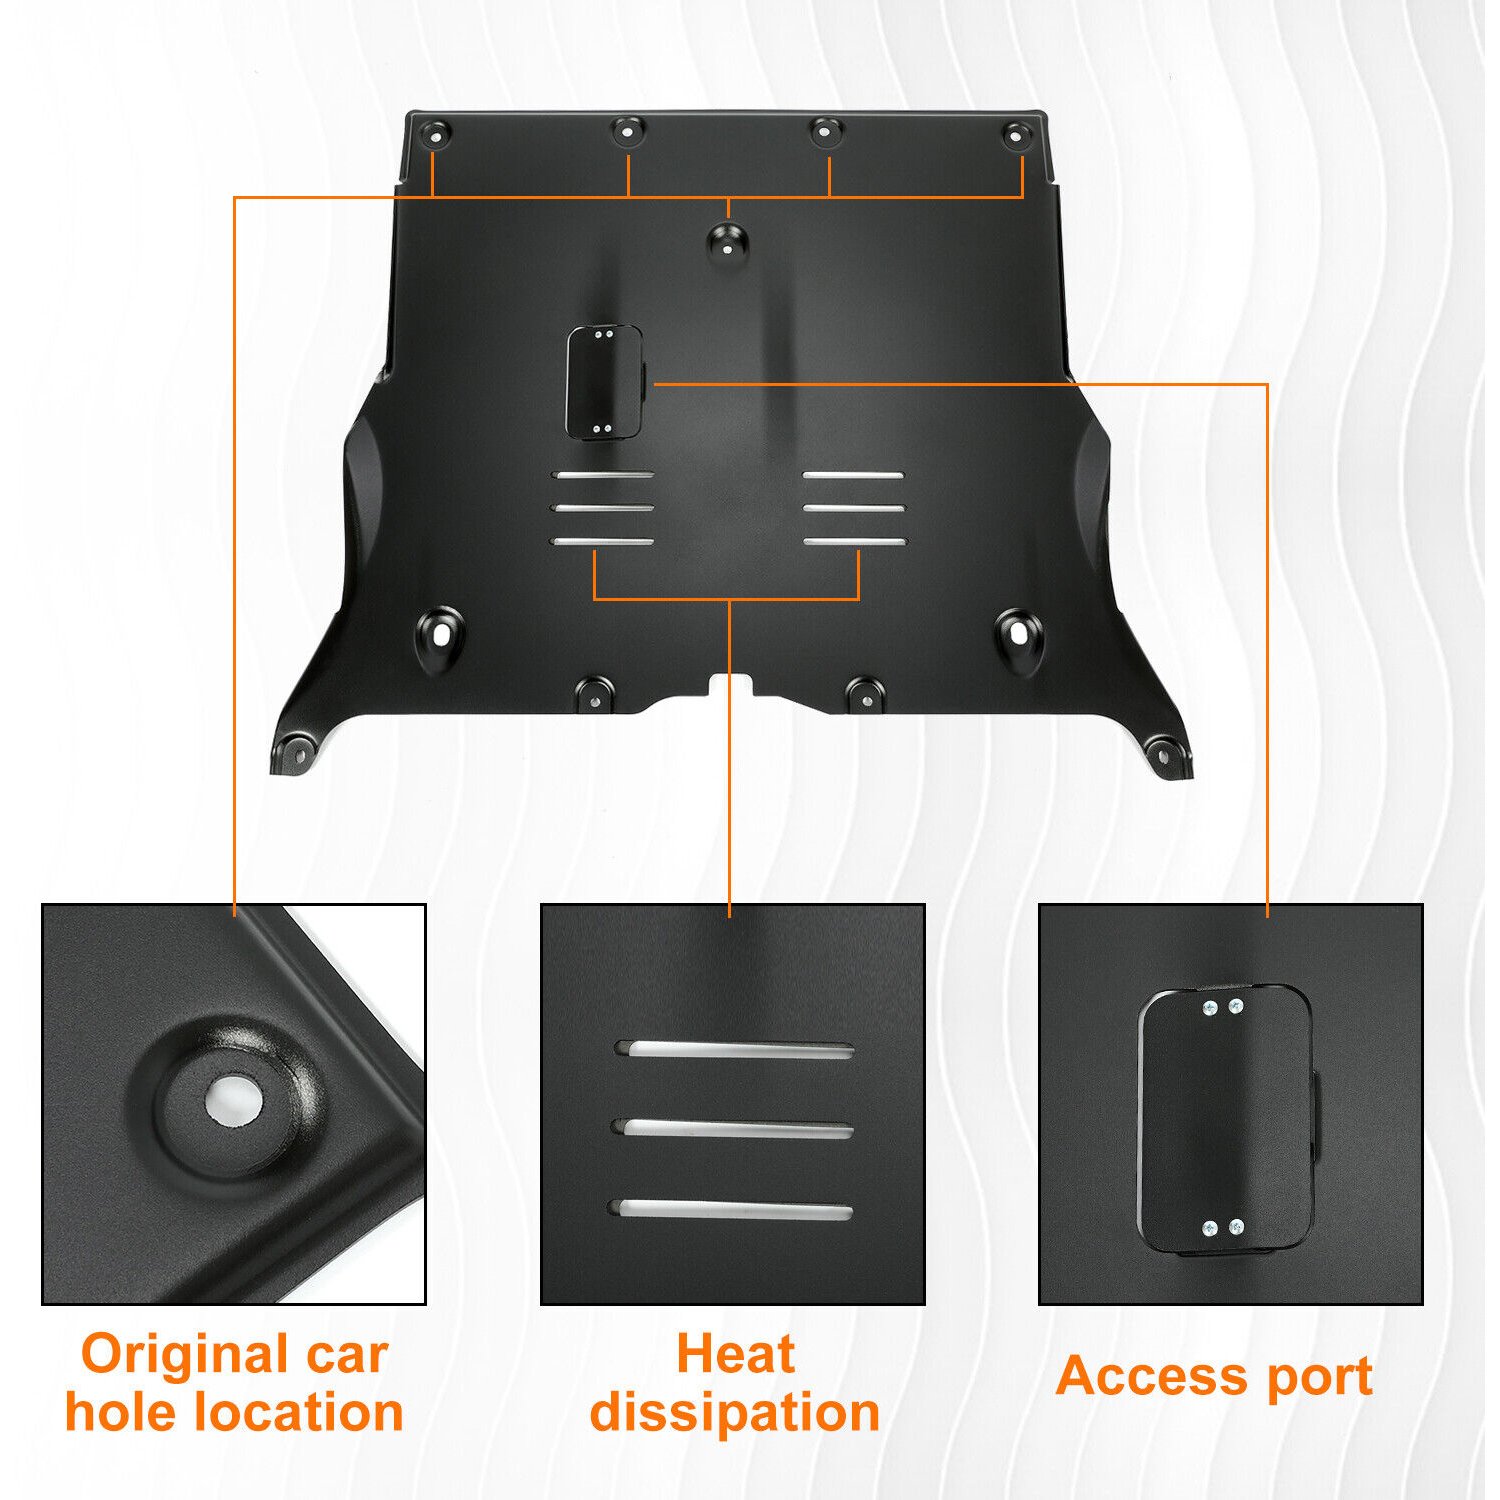 Original car
hole location
Heat
dissipation
Access port